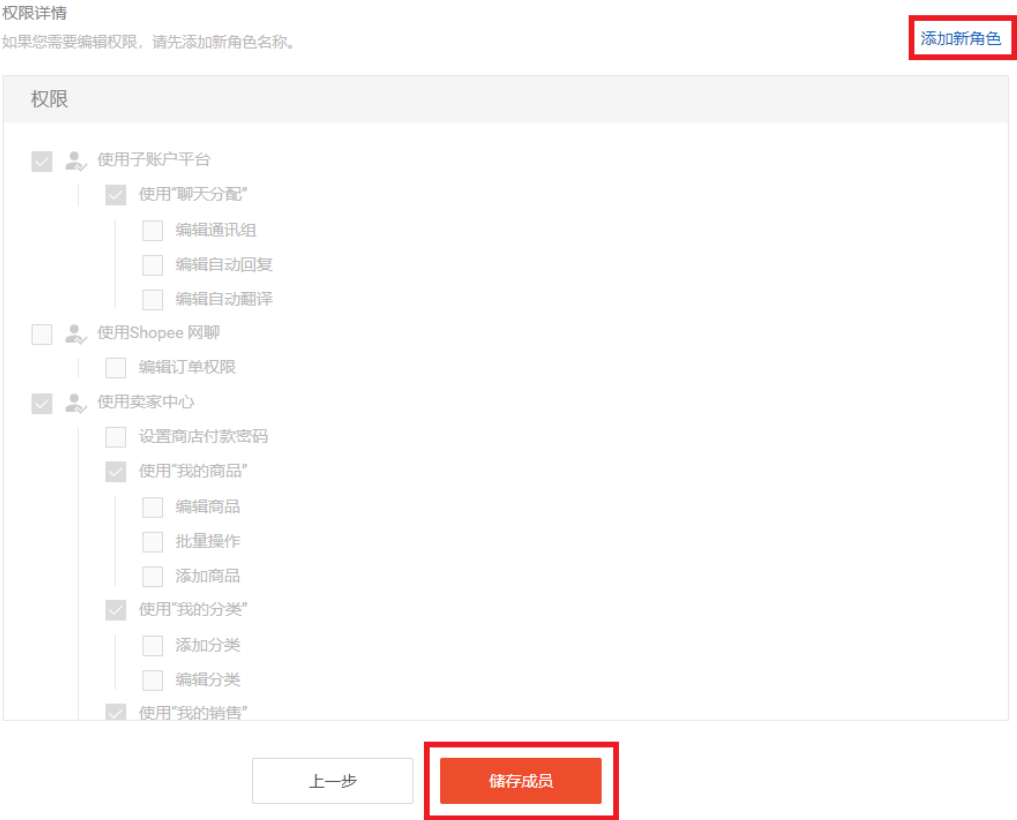 权限详情
如果您需要编辑权限，请先添加新角色名称。
添加新角色
权限
使用子账户平台
使用“聊天分配”
编辑通讯组
编辑自动回复
编辑自动翻译
使用Shopee 网聊
编辑订单权限
使用卖家中心
设置商店付款密码
使用“我的商品”
编辑商品
批量操作
添加商品
使用“我的分类”
添加分类
编辑分类
使用“我的销售”
上一步
储存成员